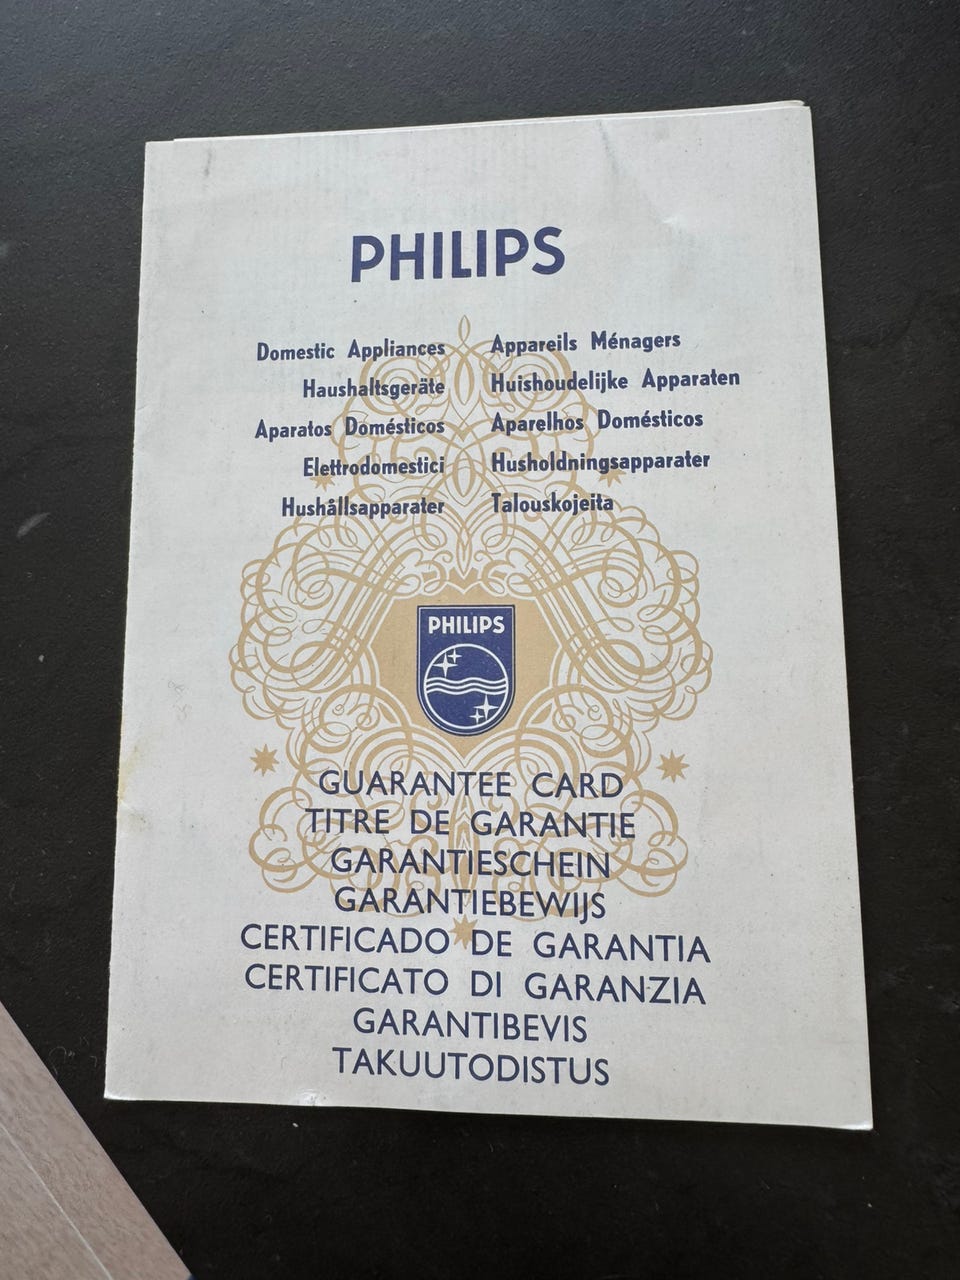 PHILIPS
Domestic Appliances
Appareils Ménagers
Haushaltsgeräte
Huishoudelijke Apparaten
Aparatos Domésticos
Aparelhos Domésticos
Elettrodomestici
Husholdningsapparater
Hushållsapparater
Talouskojeita
PHILIPS
GUARANTEE CARD
TITRE DE GARANTIE
GARANTIESCHEIN
GARANTIEBEWIJS
CERTIFICADO DE GARANTIA
CERTIFICATO DI GARANZIA
GARANTIBEVIS
TAKUUTODISTUS